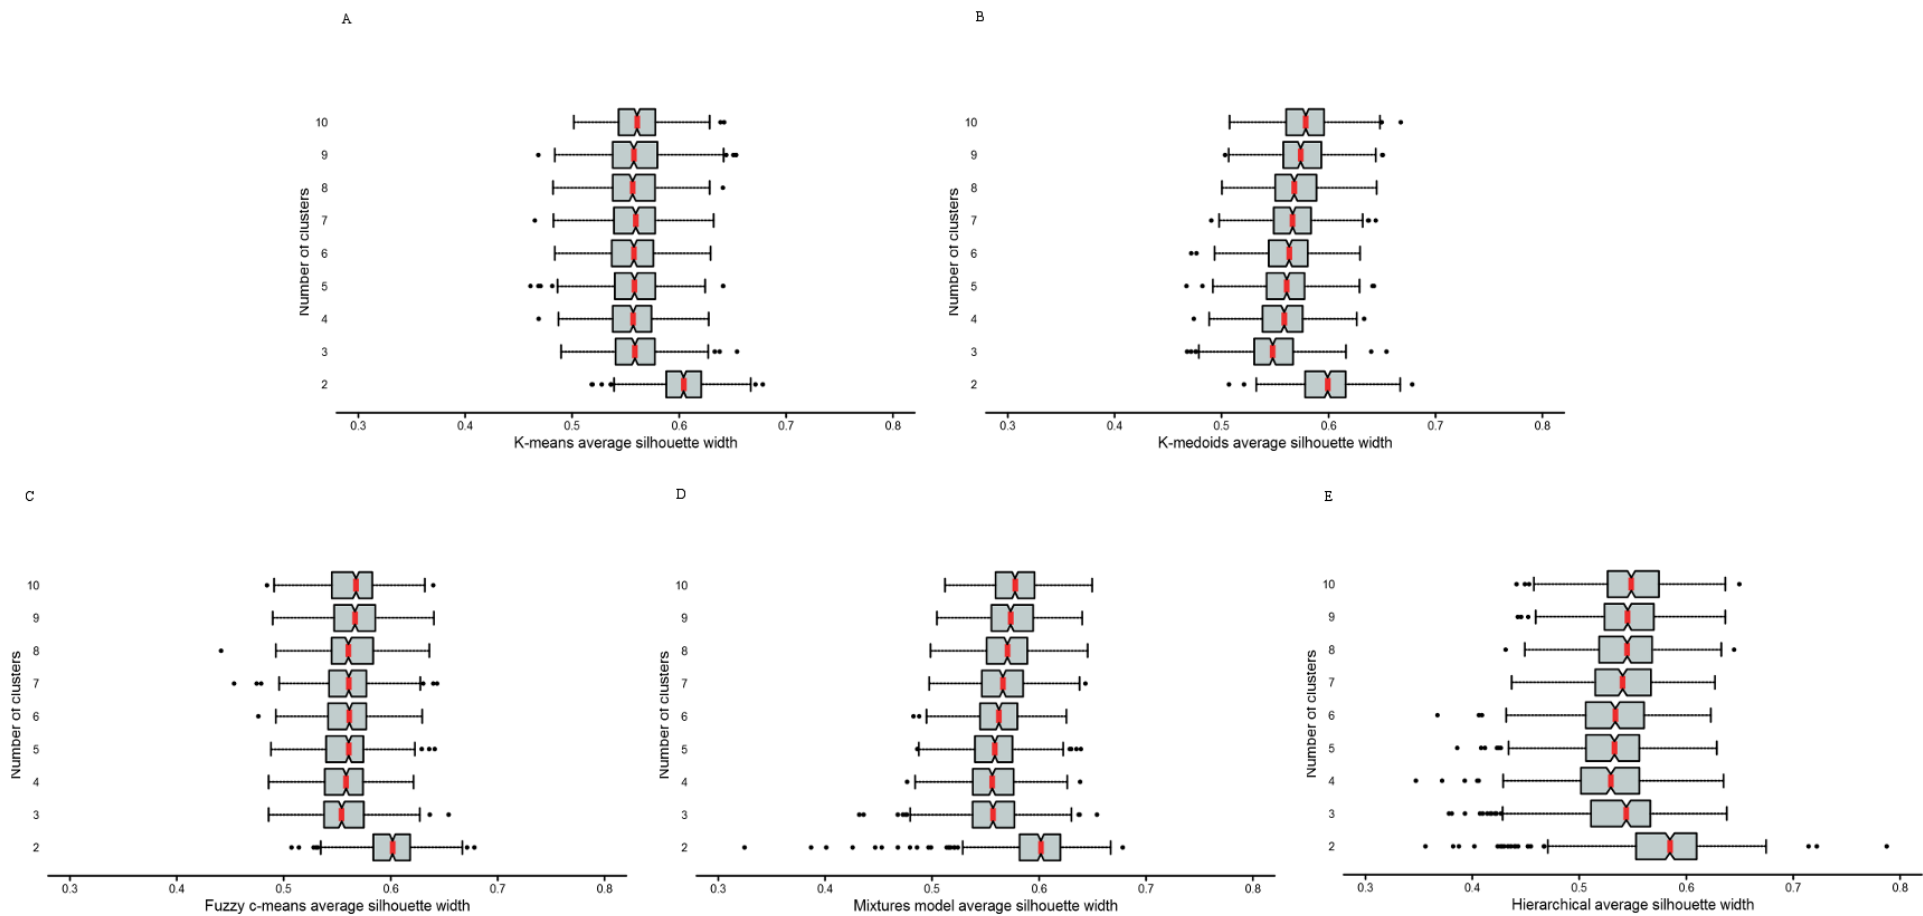 A
10
9
8
7
6
5
4
3
2
Number of clusters
0.3 0.4 0.5 0.6 0.7 0.8
K-means average silhouette width
B
10
9
8
7
6
5
4
3
2
Number of clusters
0.3 0.4 0.5 0.6 0.7 0.8
K-medoids average silhouette width
C
10
9
8
7
6
5
4
3
2
Number of clusters
0.3 0.4 0.5 0.6 0.7 0.8
Fuzzy c-means average silhouette width
D
10
9
8
7
6
5
4
3
2
Number of clusters
0.3 0.4 0.5 0.6 0.7 0.8
Mixtures model average silhouette width
E
10
9
8
7
6
5
4
3
2
Number of clusters
0.3 0.4 0.5 0.6 0.7 0.8
Hierarchical average silhouette width